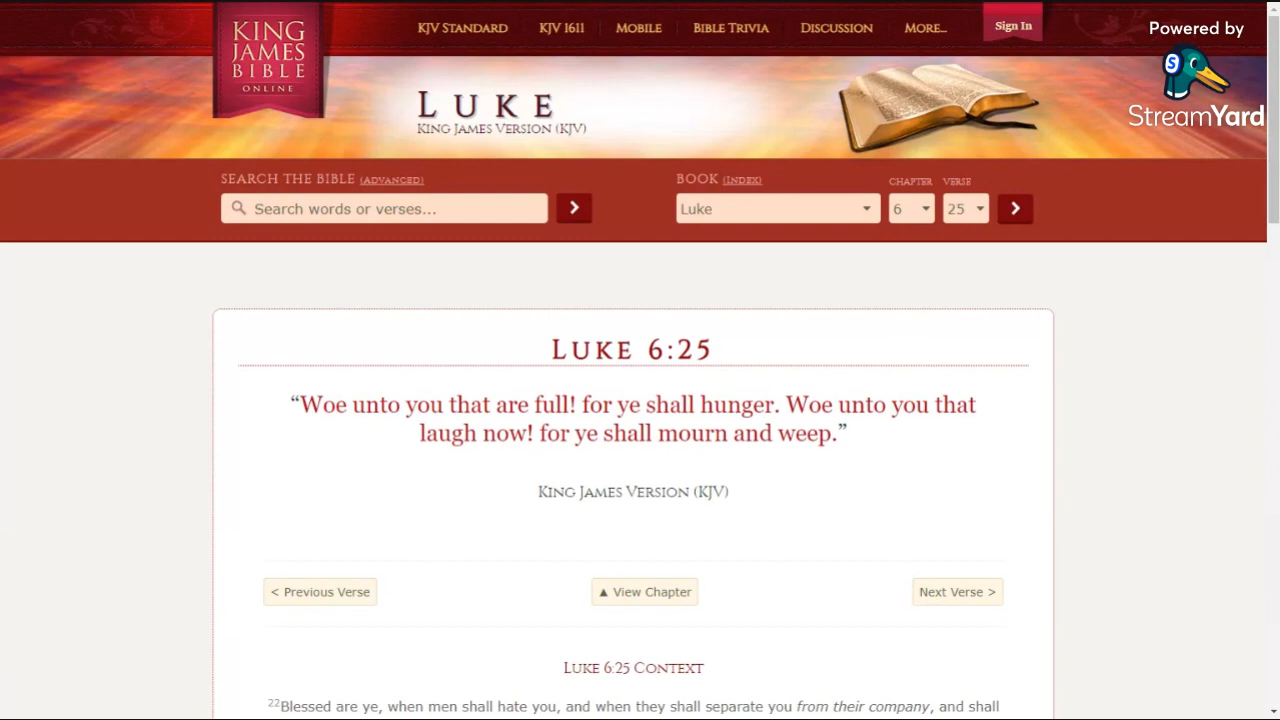 KING
JAMES
BIBLE
ONLINE
KJV STANDARD KJV 1611 MOBILE BIBLE TRIVIA DISCUSSION MORE... Sign In
Powered by
S
StreamYard
LUKE
KING JAMES VERSION (KJV)
SEARCH THE BIBLE (ADVANCED) BOOK (INDEX) CHAPTER VERSE
Search words or verses... Luke 6 25
LUKE 6:25
“Woe unto you that are full! for ye shall hunger. Woe unto you that
laugh now! for ye shall mourn and weep.”
KING JAMES VERSION (KJV)
< Previous Verse ▲ View Chapter Next Verse >
LUKE 6:25 CONTEXT
22Blessed are ye, when men shall hate you, and when they shall separate you from their company, and shall